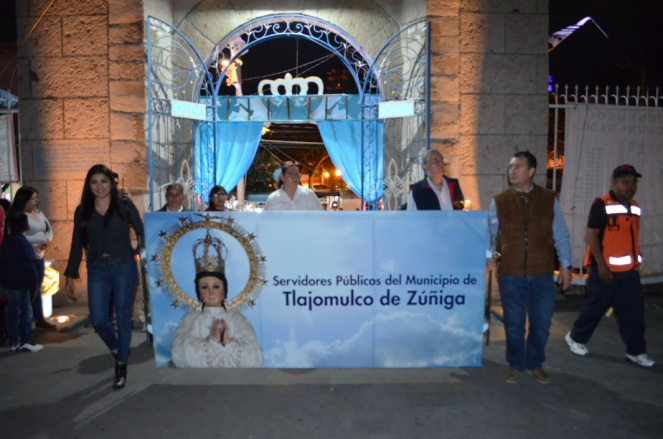 Servidores Públicos del Municipio de
Tlajomulco de Zúñiga